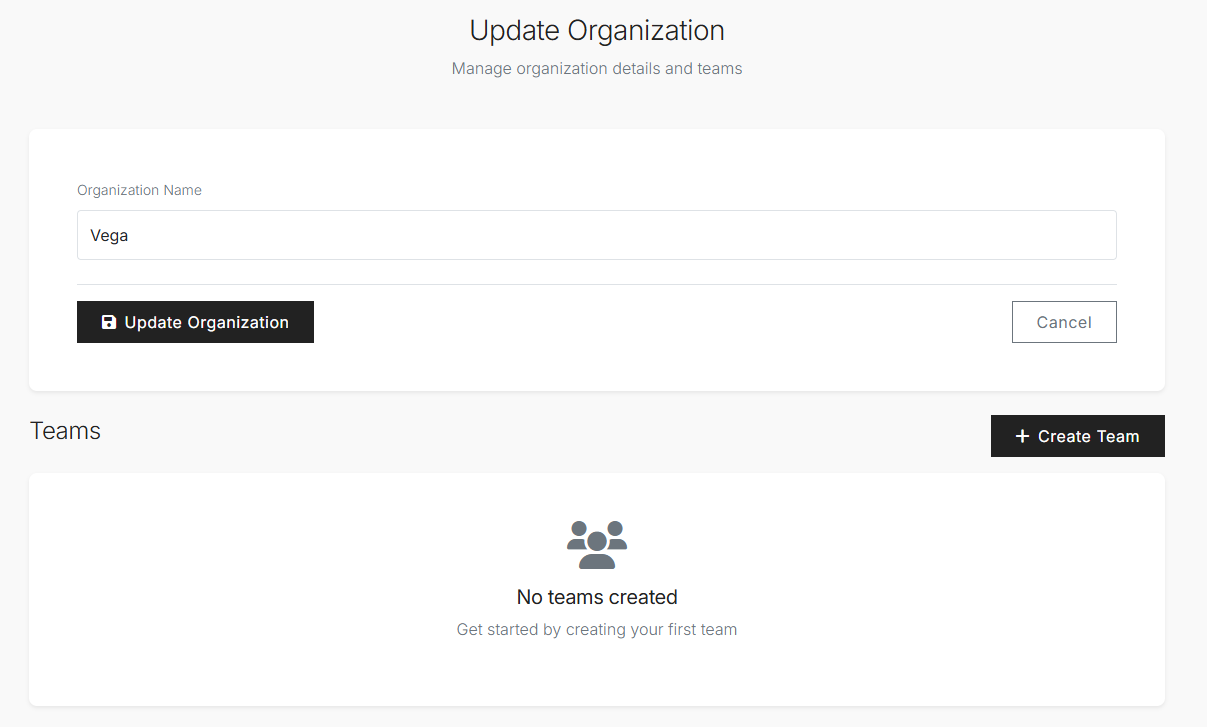 Update Organization
Manage organization details and teams
Organization Name
Vega
Update Organization
Cancel
Teams
Create Team
No teams created
Get started by creating your first team